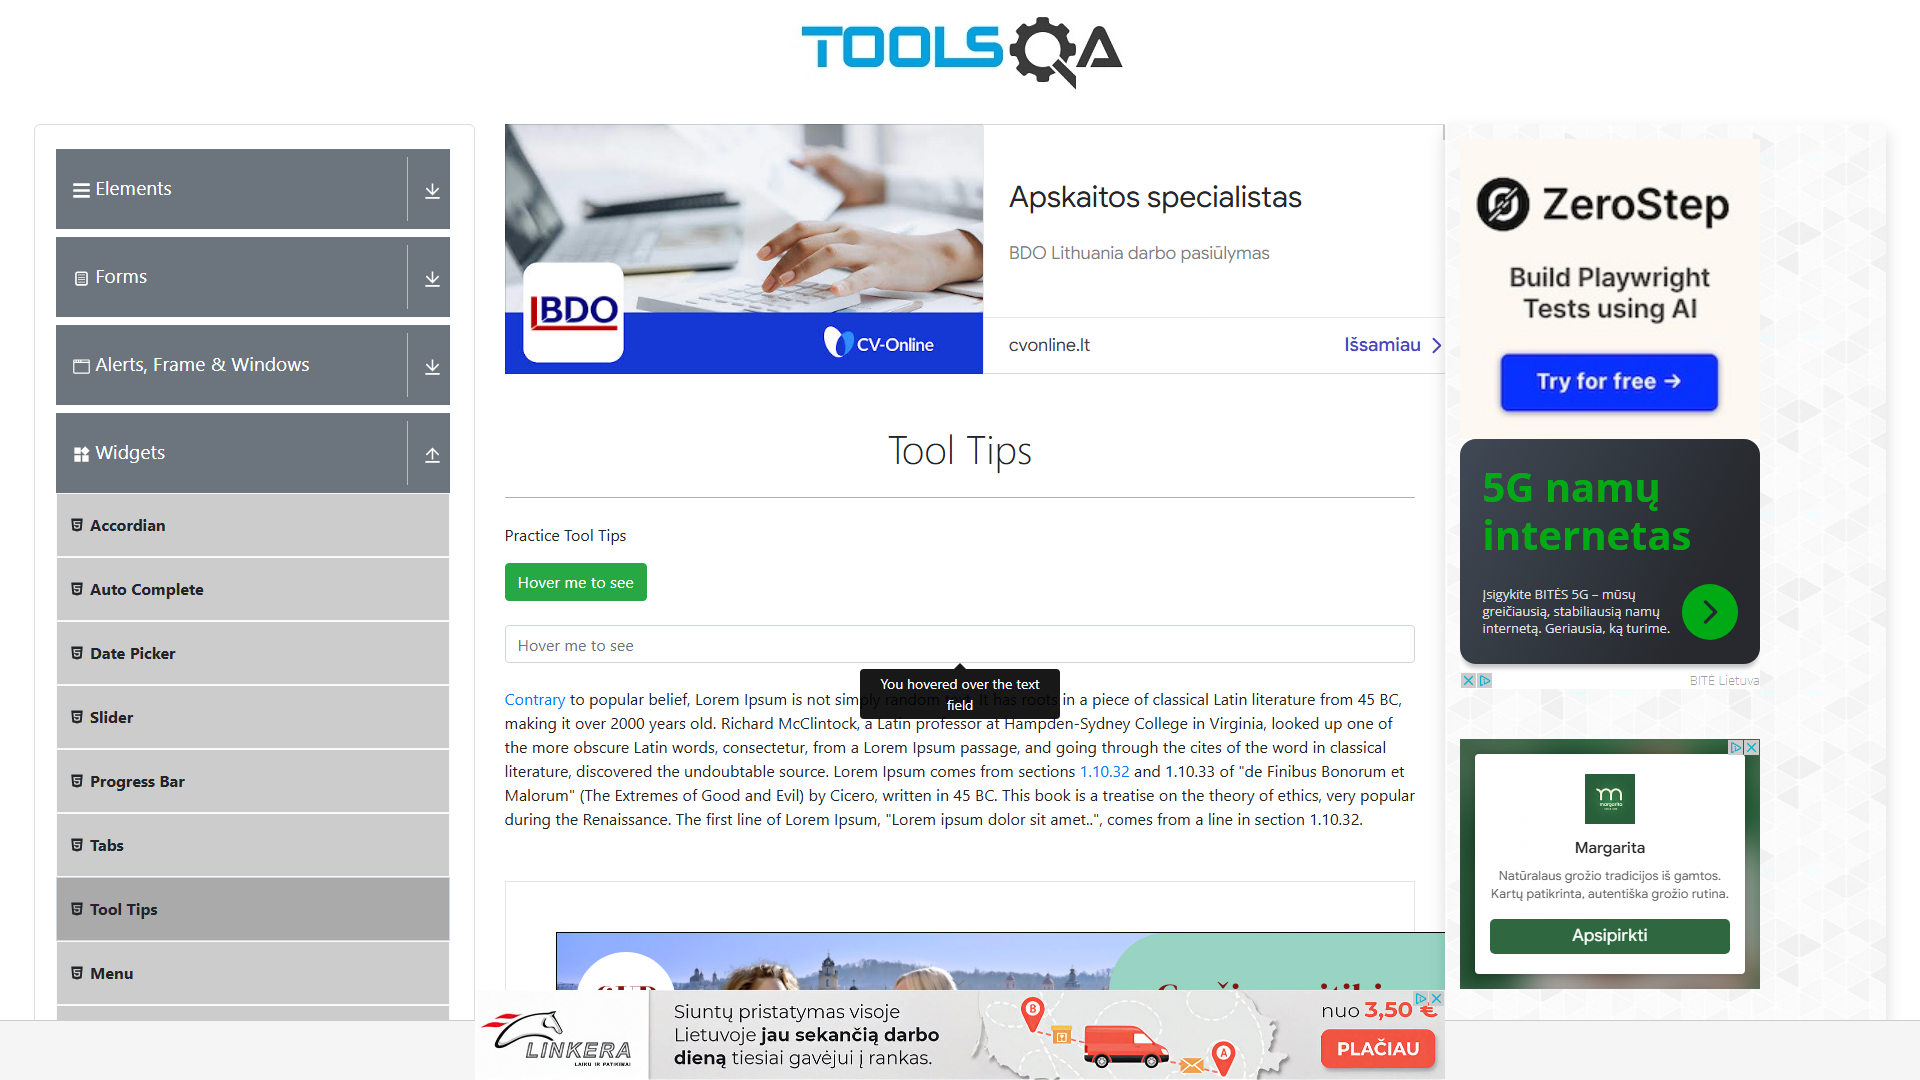 TOOLSQA
Elements
Forms
Alerts, Frame & Windows
Widgets
Accordian
Auto Complete
Date Picker
Slider
Progress Bar
Tabs
Tool Tips
Menu
BDO
CV-Online
Apskaitos specialistas
BDO Lithuania darbo pasiūlymas
cvonline.lt
Išsamiau
Tool Tips
Practice Tool Tips
Hover me to see
Hover me to see
You hovered over the text
field
Contrary to popular belief, Lorem Ipsum is not simply random text. It has roots in a piece of classical Latin literature from 45 BC,
making it over 2000 years old. Richard McClintock, a Latin professor at Hampden-Sydney College in Virginia, looked up one of
the more obscure Latin words, consectetur, from a Lorem Ipsum passage, and going through the cites of the word in classical
literature, discovered the undoubtable source. Lorem Ipsum comes from sections 1.10.32 and 1.10.33 of "de Finibus Bonorum et
Malorum" (The Extremes of Good and Evil) by Cicero, written in 45 BC. This book is a treatise on the theory of ethics, very popular
during the Renaissance. The first line of Lorem Ipsum, "Lorem ipsum dolor sit amet..", comes from a line in section 1.10.32.
LINKERA
LAIKU IR PATIKIMAI
Siuntų pristatymas visoje
Lietuvoje jau sekančią darbo
dieną tiesiai gavėjui į rankas.
B
A
nuo 3,50 €
PLAČIAU
ZeroStep
Build Playwright
Tests using AI
Try for free →
5G namų
internetas
Įsigykite BITĖS 5G – mūsų
greičiausią, stabiliausią namų
internetą. Geriausia, ką turime.
BITĖ Lietuva
margarita
Margarita
Natūralaus grožio tradicijos iš gamtos.
Kartų patikrinta, autentiška grožio rutina.
Apsipirkti